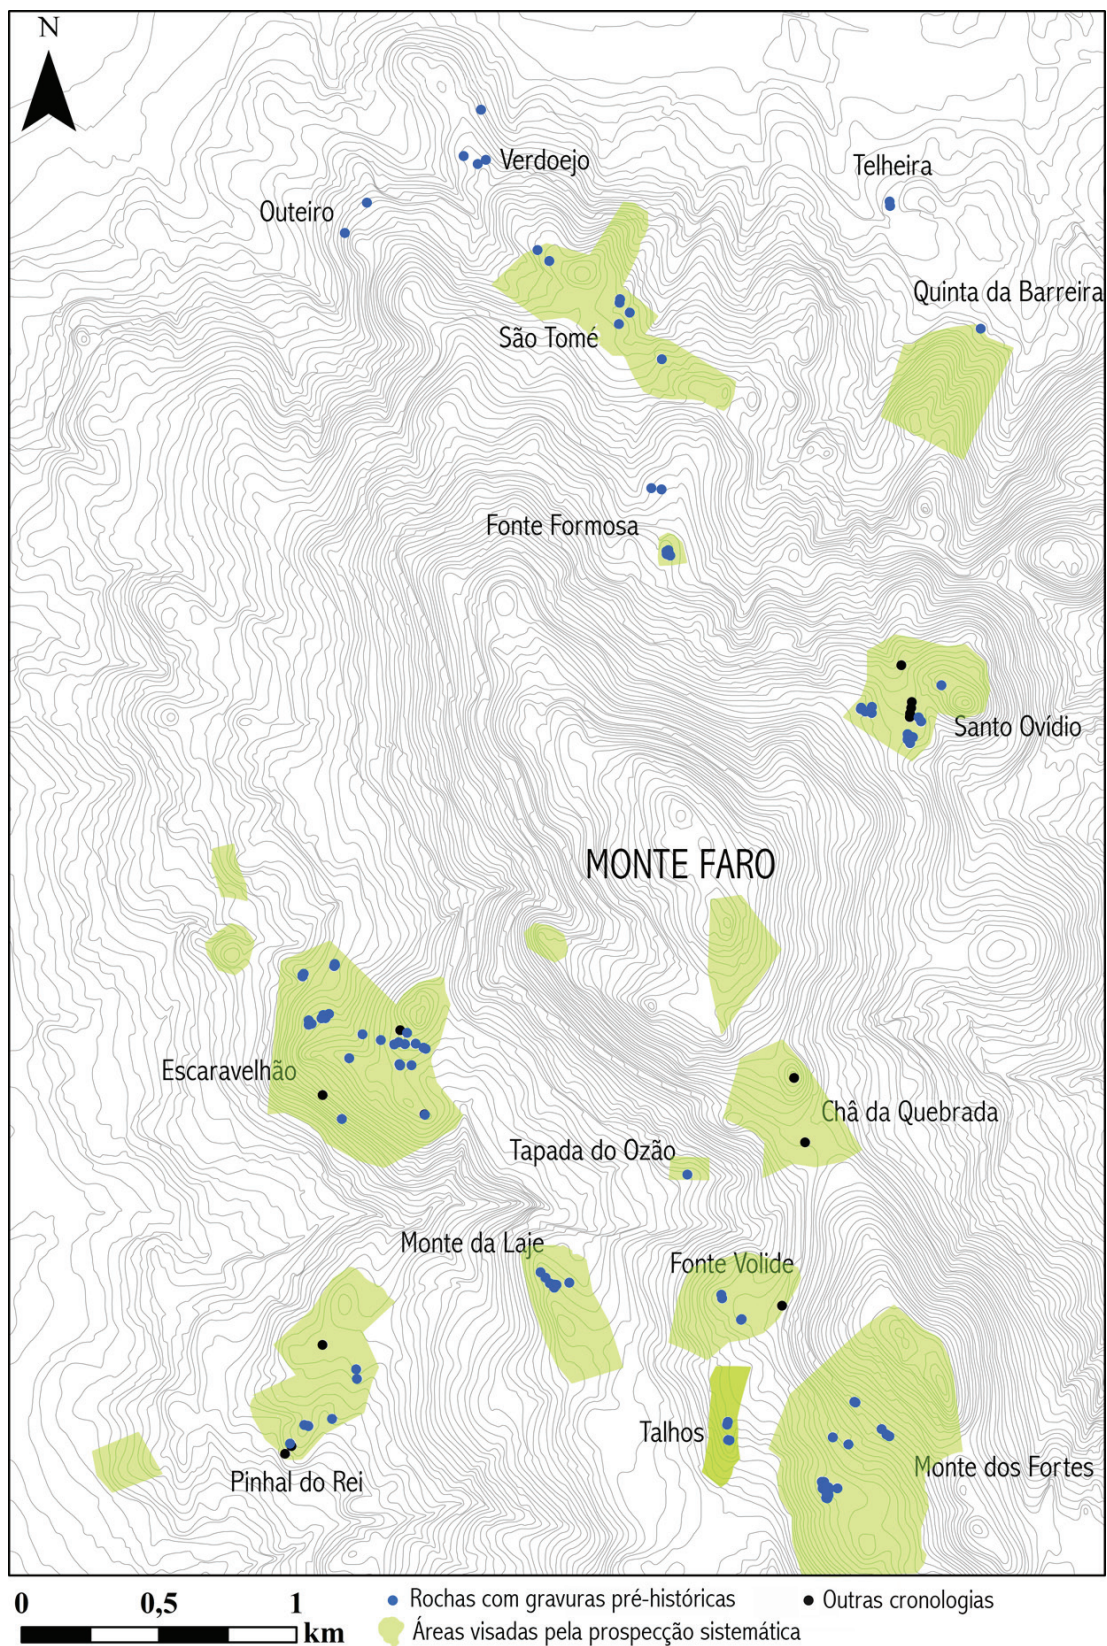 N
Verdoejo
Telheira
Outeiro
Quinta da Barreira
São Tomé
Fonte Formosa
Santo Ovídio
MONTE FARO
Escaravelhão
Chã da Quebrada
Tapada do Ozão
Monte da Laje
Fonte Volide
Talhos
Monte dos Fortes
Pinhal do Rei
0 0,5 1
km
Rochas com gravuras pré-históricas
Outras cronologias
Áreas visadas pela prospecção sistemática